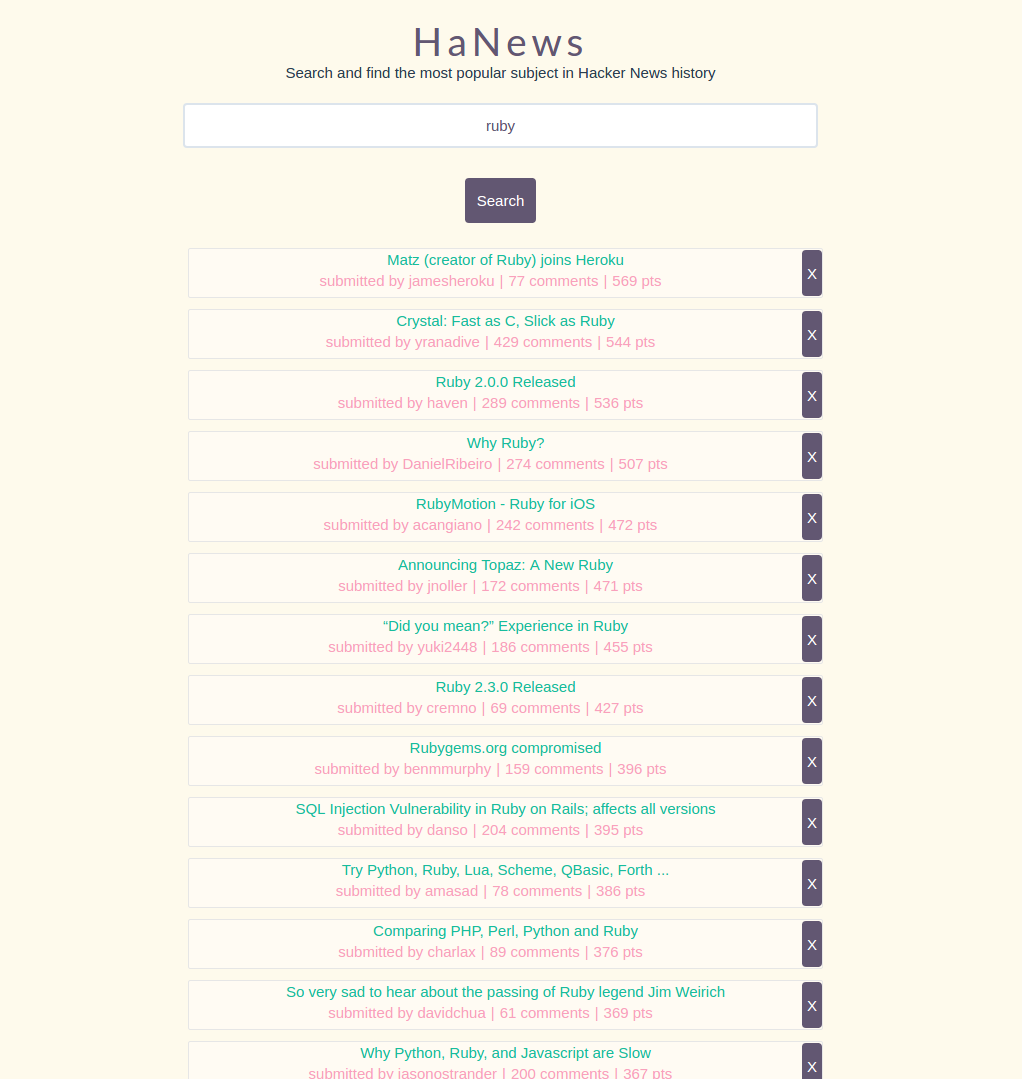 HaNews
Search and find the most popular subject in Hacker News history
ruby
Search
Matz (creator of Ruby) joins Heroku
submitted by jamesheroku | 77 comments | 569 pts
X
Crystal: Fast as C, Slick as Ruby
submitted by yranadive | 429 comments | 544 pts
X
Ruby 2.0.0 Released
submitted by haven | 289 comments | 536 pts
X
Why Ruby?
submitted by DanielRibeiro | 274 comments | 507 pts
X
RubyMotion - Ruby for iOS
submitted by acangiano | 242 comments | 472 pts
X
Announcing Topaz: A New Ruby
submitted by jnoller | 172 comments | 471 pts
X
“Did you mean?” Experience in Ruby
submitted by yuki2448 | 186 comments | 455 pts
X
Ruby 2.3.0 Released
submitted by cremno | 69 comments | 427 pts
X
Rubygems.org compromised
submitted by benmmurphy | 159 comments | 396 pts
X
SQL Injection Vulnerability in Ruby on Rails; affects all versions
submitted by danso | 204 comments | 395 pts
X
Try Python, Ruby, Lua, Scheme, QBasic, Forth ...
submitted by amasad | 78 comments | 386 pts
X
Comparing PHP, Perl, Python and Ruby
submitted by charlax | 89 comments | 376 pts
X
So very sad to hear about the passing of Ruby legend Jim Weirich
submitted by davidchua | 61 comments | 369 pts
X
Why Python, Ruby, and Javascript are Slow
submitted by jasonostrander | 200 comments | 367 pts
X